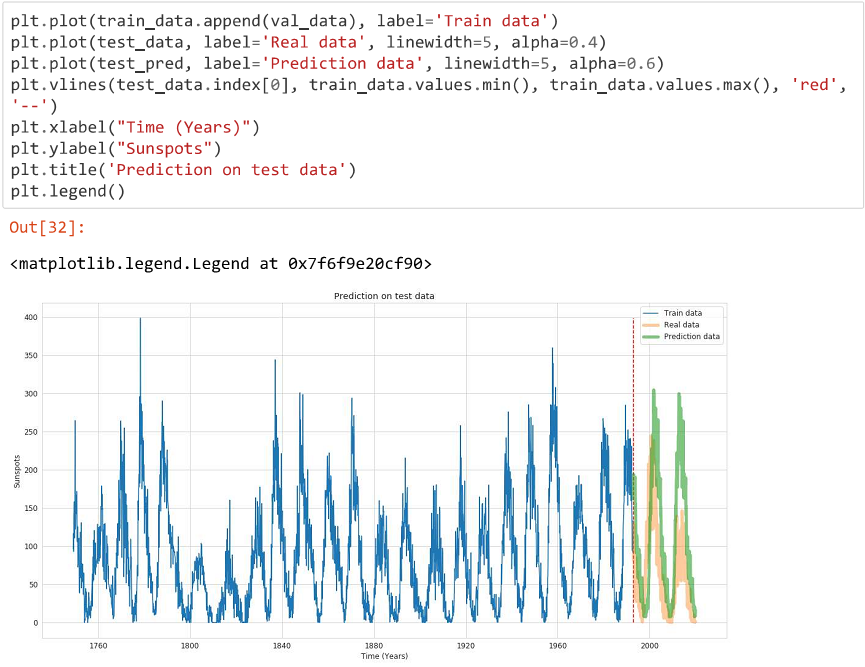 plt.plot(train_data.append(val_data), label='Train data')
plt.plot(test_data, label='Real data', linewidth=5, alpha=0.4)
plt.plot(test_pred, label='Prediction data', linewidth=5, alpha=0.6)
plt.vlines(test_data.index[0], train_data.values.min(), train_data.values.max(), 'red',
'--')
plt.xlabel("Time (Years)")
plt.ylabel("Sunspots")
plt.title('Prediction on test data')
plt.legend()
Out[32]:
<matplotlib.legend.Legend at 0x7f6f9e20cf90>
Prediction on test data
Train data
Real data
Prediction data
400
350
300
250
200
150
100
50
0
Sunspots
1760 1800 1840 1880 1920 1960 2000
Time (Years)